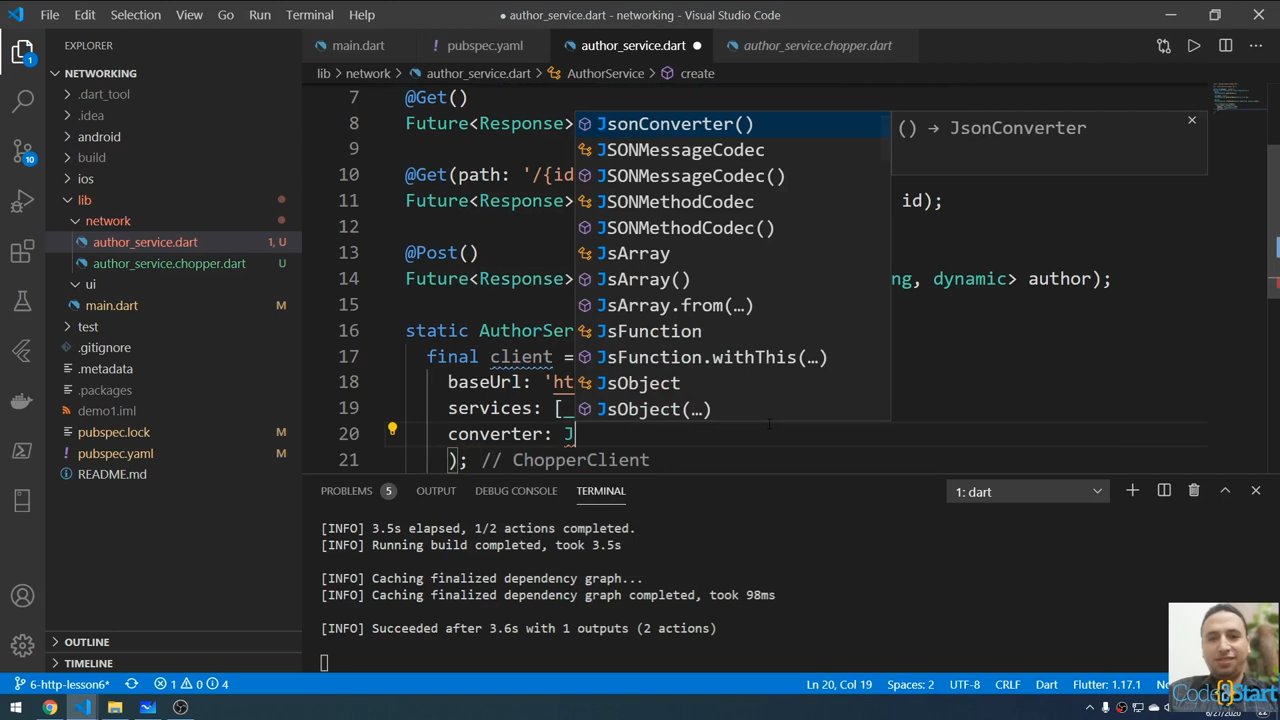 File Edit Selection View Go Run Terminal Help
● author_service.dart - networking - Visual Studio Code
EXPLORER
main.dart
pubspec.yaml
author_service.dart
author_service.chopper.dart
lib > network > author_service.dart > AuthorService > create
NETWORKING
.dart_tool
.idea
android
build
ios
lib
network
author_service.dart 1, U
author_service.chopper.dart U
ui
main.dart M
test
.gitignore
.metadata
.packages
demo1.iml
pubspec.lock M
pubspec.yaml M
README.md
OUTLINE
TIMELINE
1
10
7 @Get()
8 Future<Response>
9
10 @Get(path: '/{id
11 Future<Response> id);
12
13 @Post()
14 Future<Response> ng, dynamic> author);
15
16 static AuthorSer
17 final client =
18 baseUrl: 'ht
19 services: [_
20 converter: J
21 ); // ChopperClient
JsonConverter()
JSONMessageCodec
JSONMessageCodec()
JSONMethodCodec
JSONMethodCodec()
JsArray
JsArray()
JsArray.from(…)
JsFunction
JsFunction.withThis(…)
JsObject
JsObject(…)
() → JsonConverter
PROBLEMS 5 OUTPUT DEBUG CONSOLE TERMINAL
1: dart
[INFO] 3.5s elapsed, 1/2 actions completed.
[INFO] Running build completed, took 3.5s
[INFO] Caching finalized dependency graph...
[INFO] Caching finalized dependency graph completed, took 98ms
[INFO] Succeeded after 3.6s with 1 outputs (2 actions)
6-http-lesson6* 1 0 4
Ln 20, Col 19 Spaces: 2 UTF-8 CRLF Dart Flutter: 1.17.1
Code Start
6/27/2020